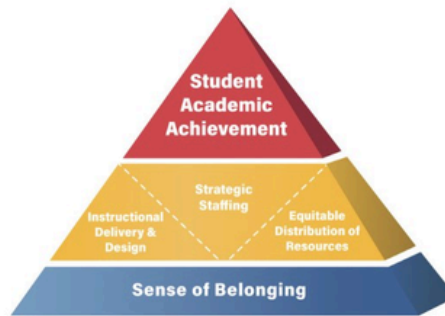 Student
Academic
Achievement
Strategic
Staffing
Instructional
Delivery &
Design
Equitable
Distribution of
Resources
Sense of Belonging